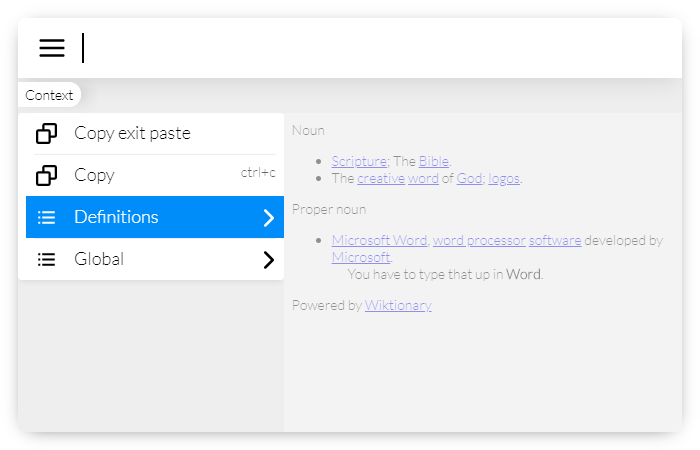 Context
Copy exit paste
Copy ctrl+c
Definitions
Global
Noun
Scripture; The Bible.
The creative word of God; logos.
Proper noun
Microsoft Word, word processor software developed by
Microsoft.
You have to type that up in Word.
Powered by Wiktionary